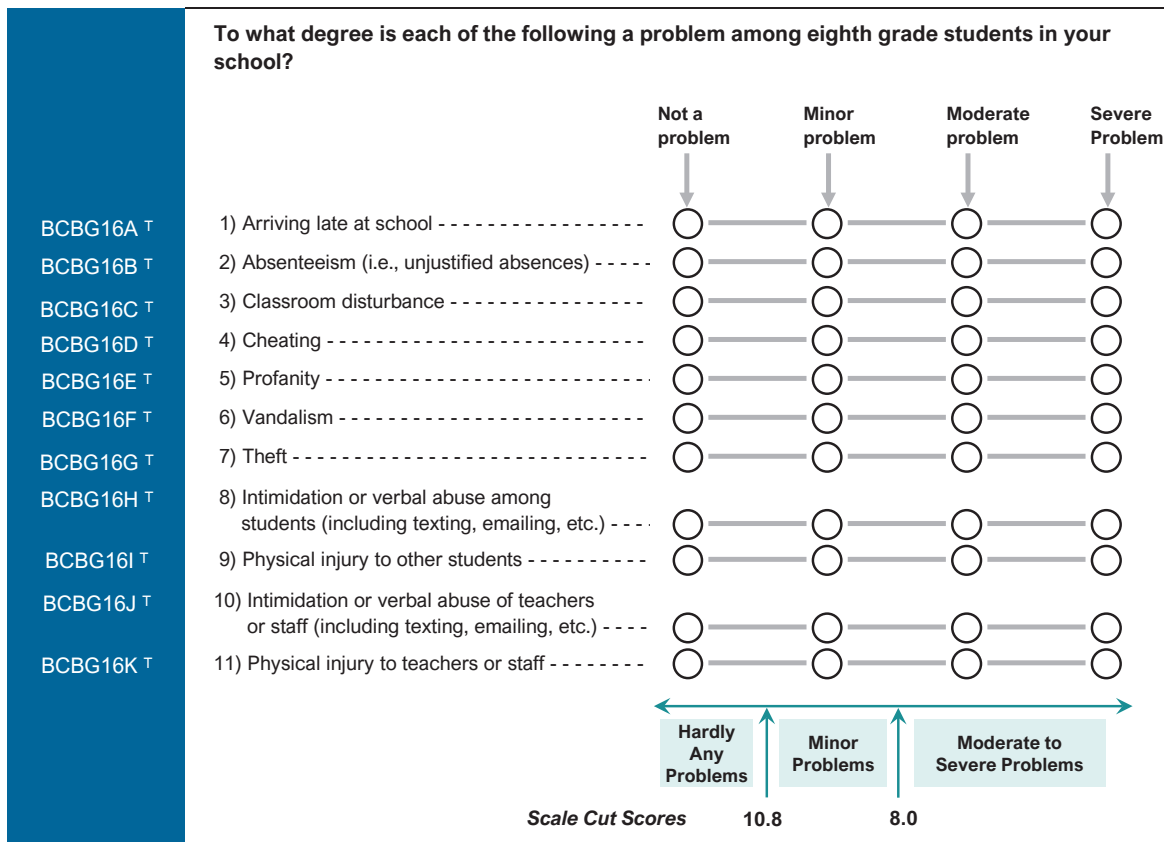 To what degree is each of the following a problem among eighth grade students in your
school?
Not a
problem
Minor
problem
Moderate
problem
Severe
Problem
BCBG16A ᵀ 1) Arriving late at school - - - - - - - - - - - - - - - - -
BCBG16B ᵀ 2) Absenteeism (i.e., unjustified absences) - - - - -
BCBG16C ᵀ 3) Classroom disturbance - - - - - - - - - - - - - - - -
BCBG16D ᵀ 4) Cheating - - - - - - - - - - - - - - - - - - - - - - - - - -
BCBG16E ᵀ 5) Profanity - - - - - - - - - - - - - - - - - - - - - - - - - -
BCBG16F ᵀ 6) Vandalism - - - - - - - - - - - - - - - - - - - - - - - - -
BCBG16G ᵀ 7) Theft - - - - - - - - - - - - - - - - - - - - - - - - - - - - -
BCBG16H ᵀ 8) Intimidation or verbal abuse among
students (including texting, emailing, etc.) - - - -
BCBG16I ᵀ 9) Physical injury to other students - - - - - - - - - -
BCBG16J ᵀ 10) Intimidation or verbal abuse of teachers
or staff (including texting, emailing, etc.) - - - -
BCBG16K ᵀ 11) Physical injury to teachers or staff - - - - - - - -
Hardly
Any
Problems
Minor
Problems
Moderate to
Severe Problems
Scale Cut Scores 10.8 8.0